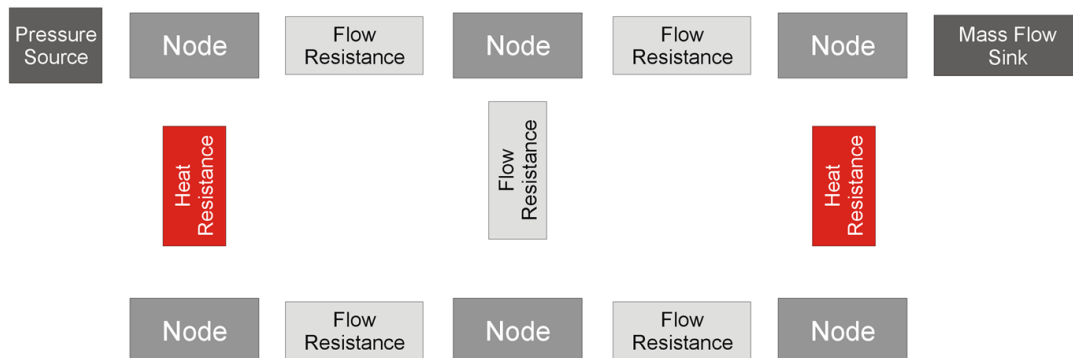 Pressure
Source
Node
Flow
Resistance
Node
Flow
Resistance
Node
Mass Flow
Sink
Heat
Resistance
Flow
Resistance
Heat
Resistance
Node
Flow
Resistance
Node
Flow
Resistance
Node